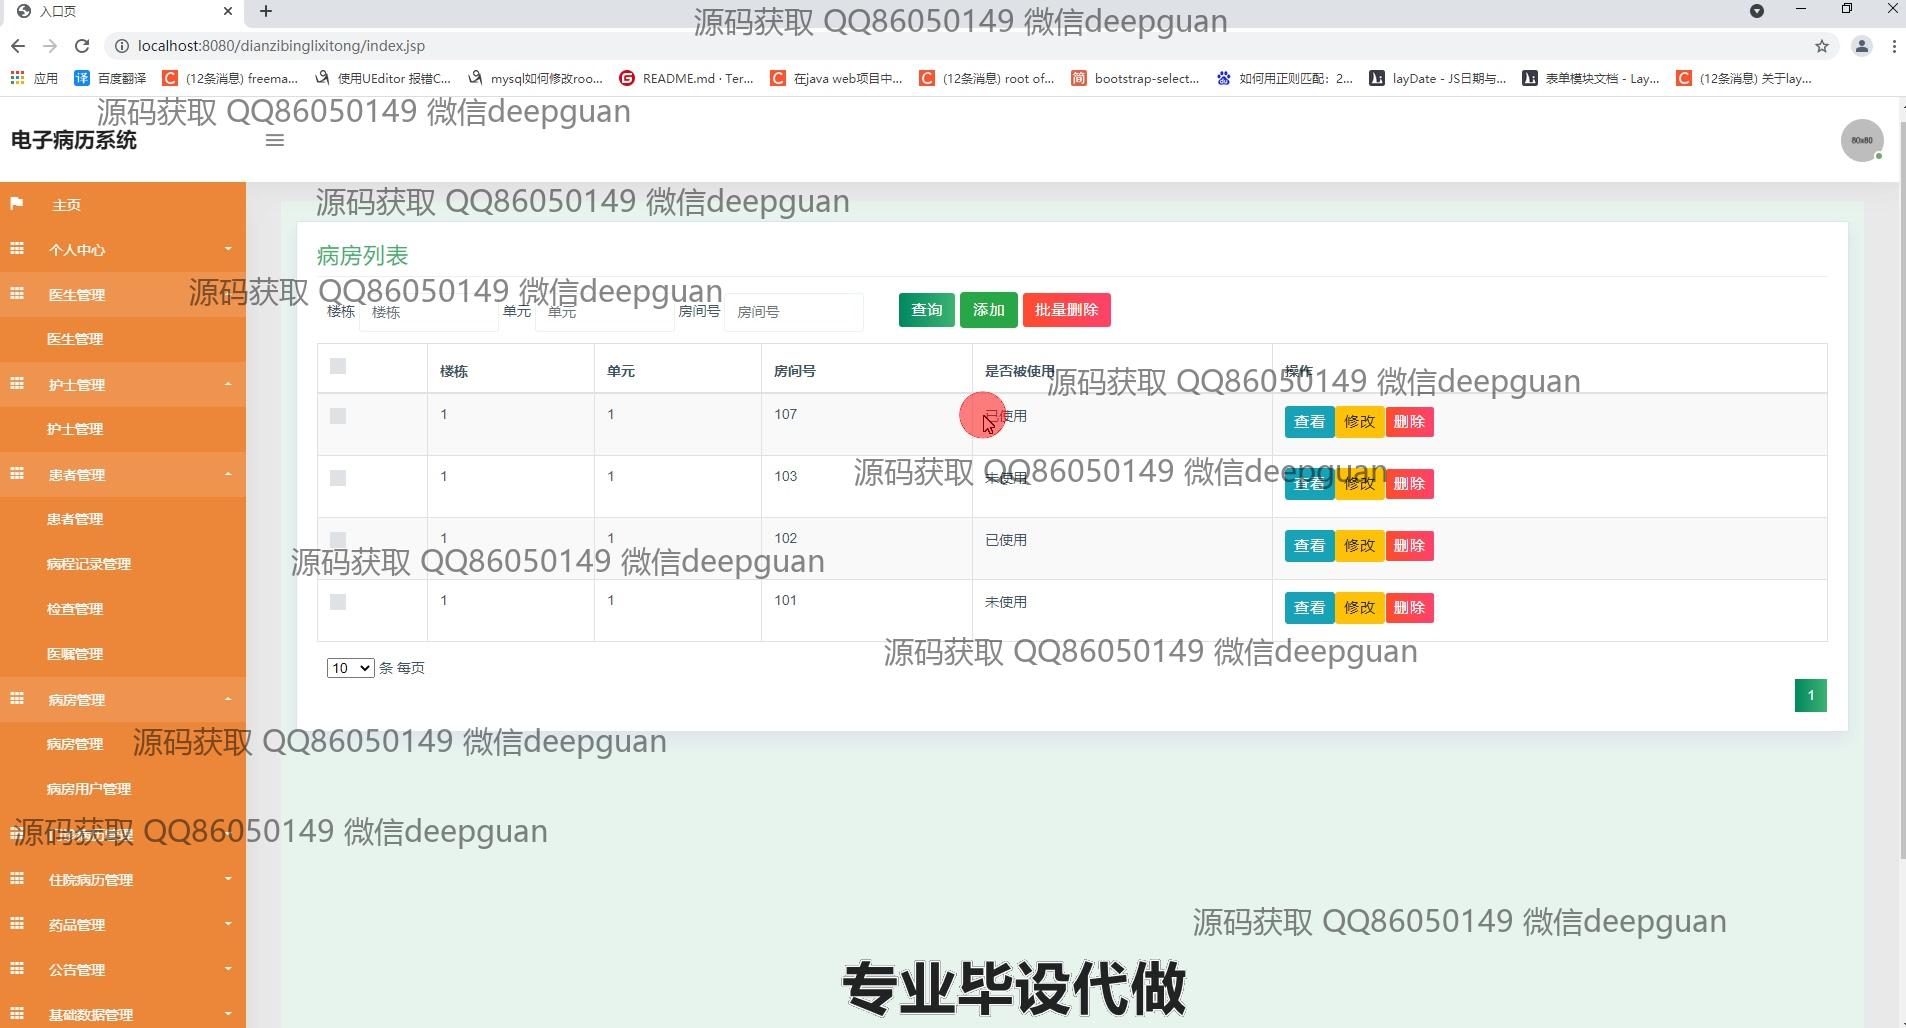 入口页
源码获取 QQ86050149 微信deepguan
localhost:8080/dianzibinglixitong/index.jsp
应用 百度翻译 (12条消息) freema... 使用UEditor 报错C... mysql如何修改roo... README.md · Ter... 在java web项目中... (12条消息) root of... bootstrap-select... 如何用正则匹配：2... layDate - JS日期与... 表单模块文档 - Lay... (12条消息) 关于lay...
源码获取 QQ86050149 微信deepguan
电子病历系统
80x80
源码获取 QQ86050149 微信deepguan
主页
个人中心
医生管理
医生管理
护士管理
护士管理
患者管理
患者管理
病程记录管理
检查管理
医嘱管理
病房管理
病房管理
病房用户管理
住院病历管理
药品管理
公告管理
基础数据管理
病房列表
源码获取 QQ86050149 微信deepguan
楼栋 楼栋 单元 单元 房间号 房间号 查询 添加 批量删除
楼栋 单元 房间号 是否被使用 操作
源码获取 QQ86050149 微信deepguan
1 1 107 已使用 查看 修改 删除
源码获取 QQ86050149 微信deepguan
1 1 103 未使用 查看 修改 删除
1 1 102 已使用 查看 修改 删除
源码获取 QQ86050149 微信deepguan
1 1 101 未使用 查看 修改 删除
源码获取 QQ86050149 微信deepguan
10 条 每页
1
源码获取 QQ86050149 微信deepguan
源码获取 QQ86050149 微信deepguan
源码获取 QQ86050149 微信deepguan
专业毕设代做